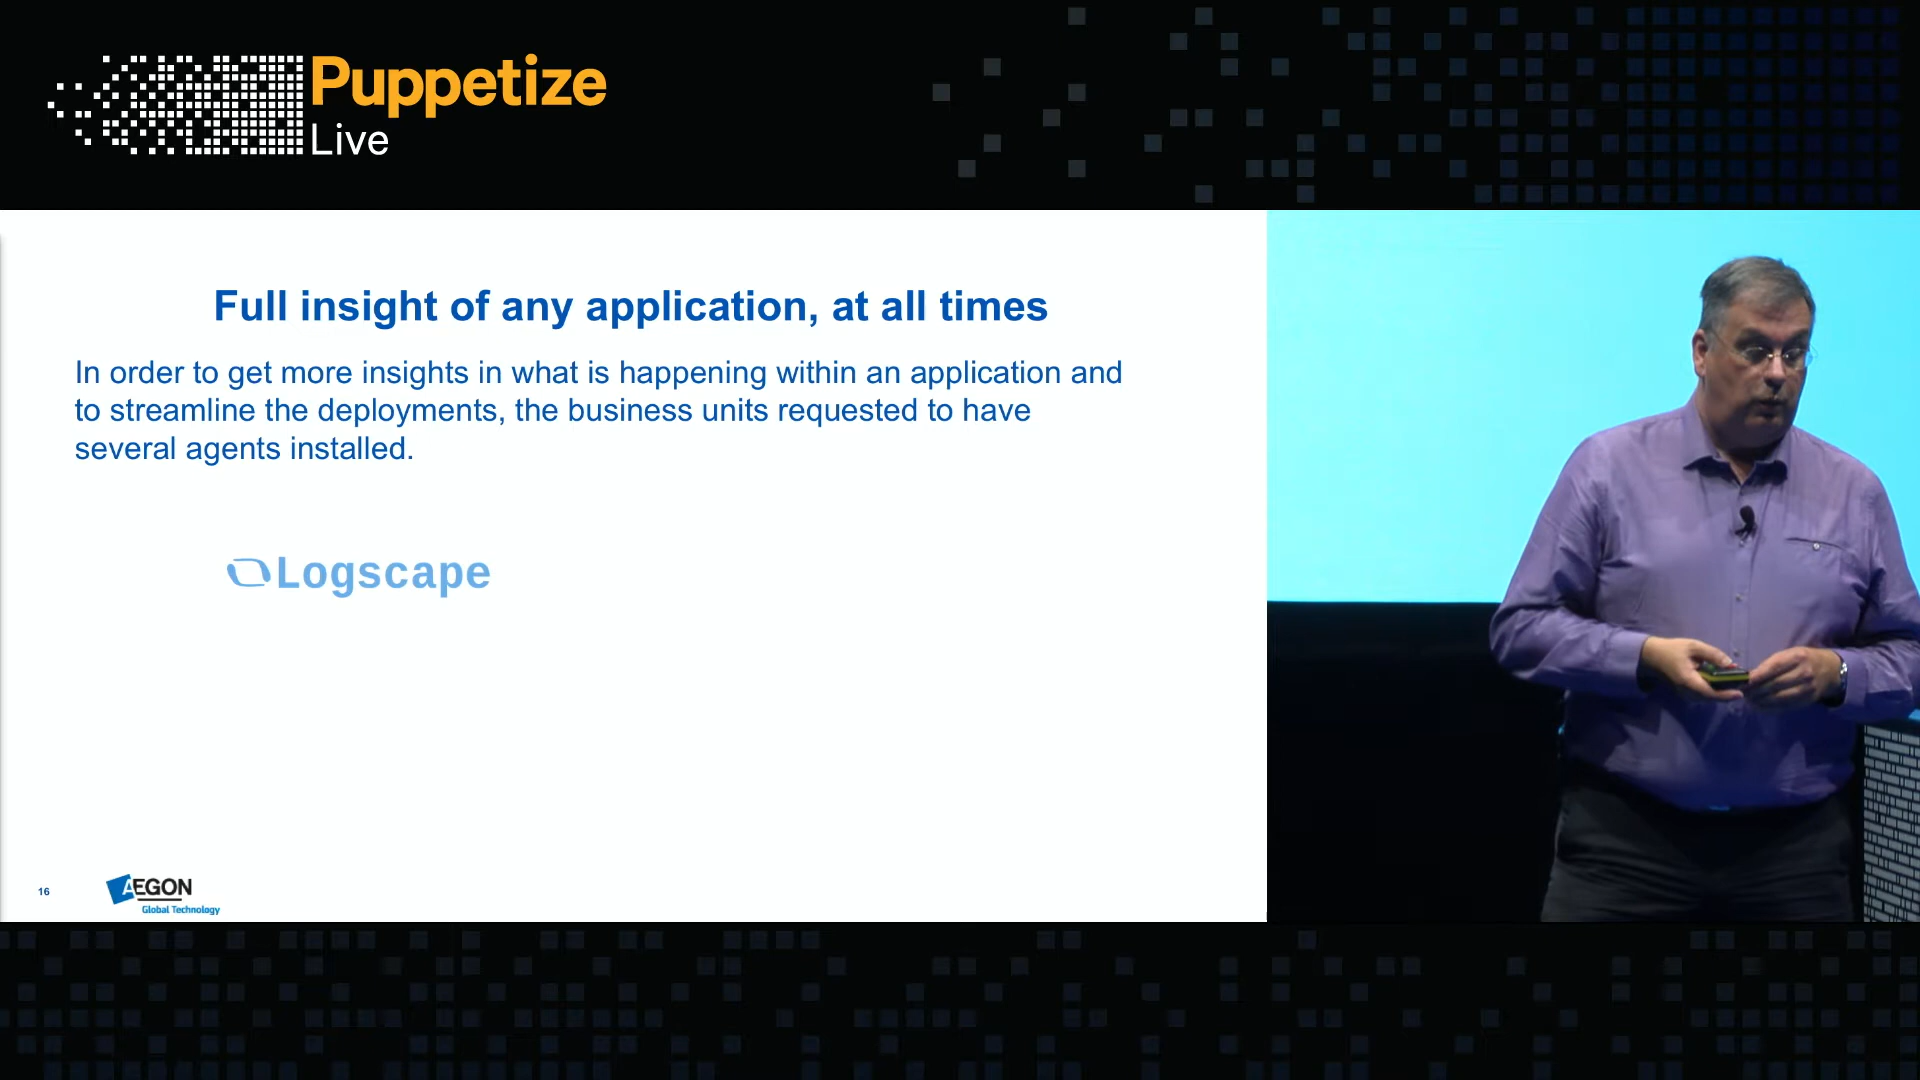 Puppetize
Live
Full insight of any application, at all times
In order to get more insights in what is happening within an application and
to streamline the deployments, the business units requested to have
several agents installed.
Logscape
16
AEGON
Global Technology